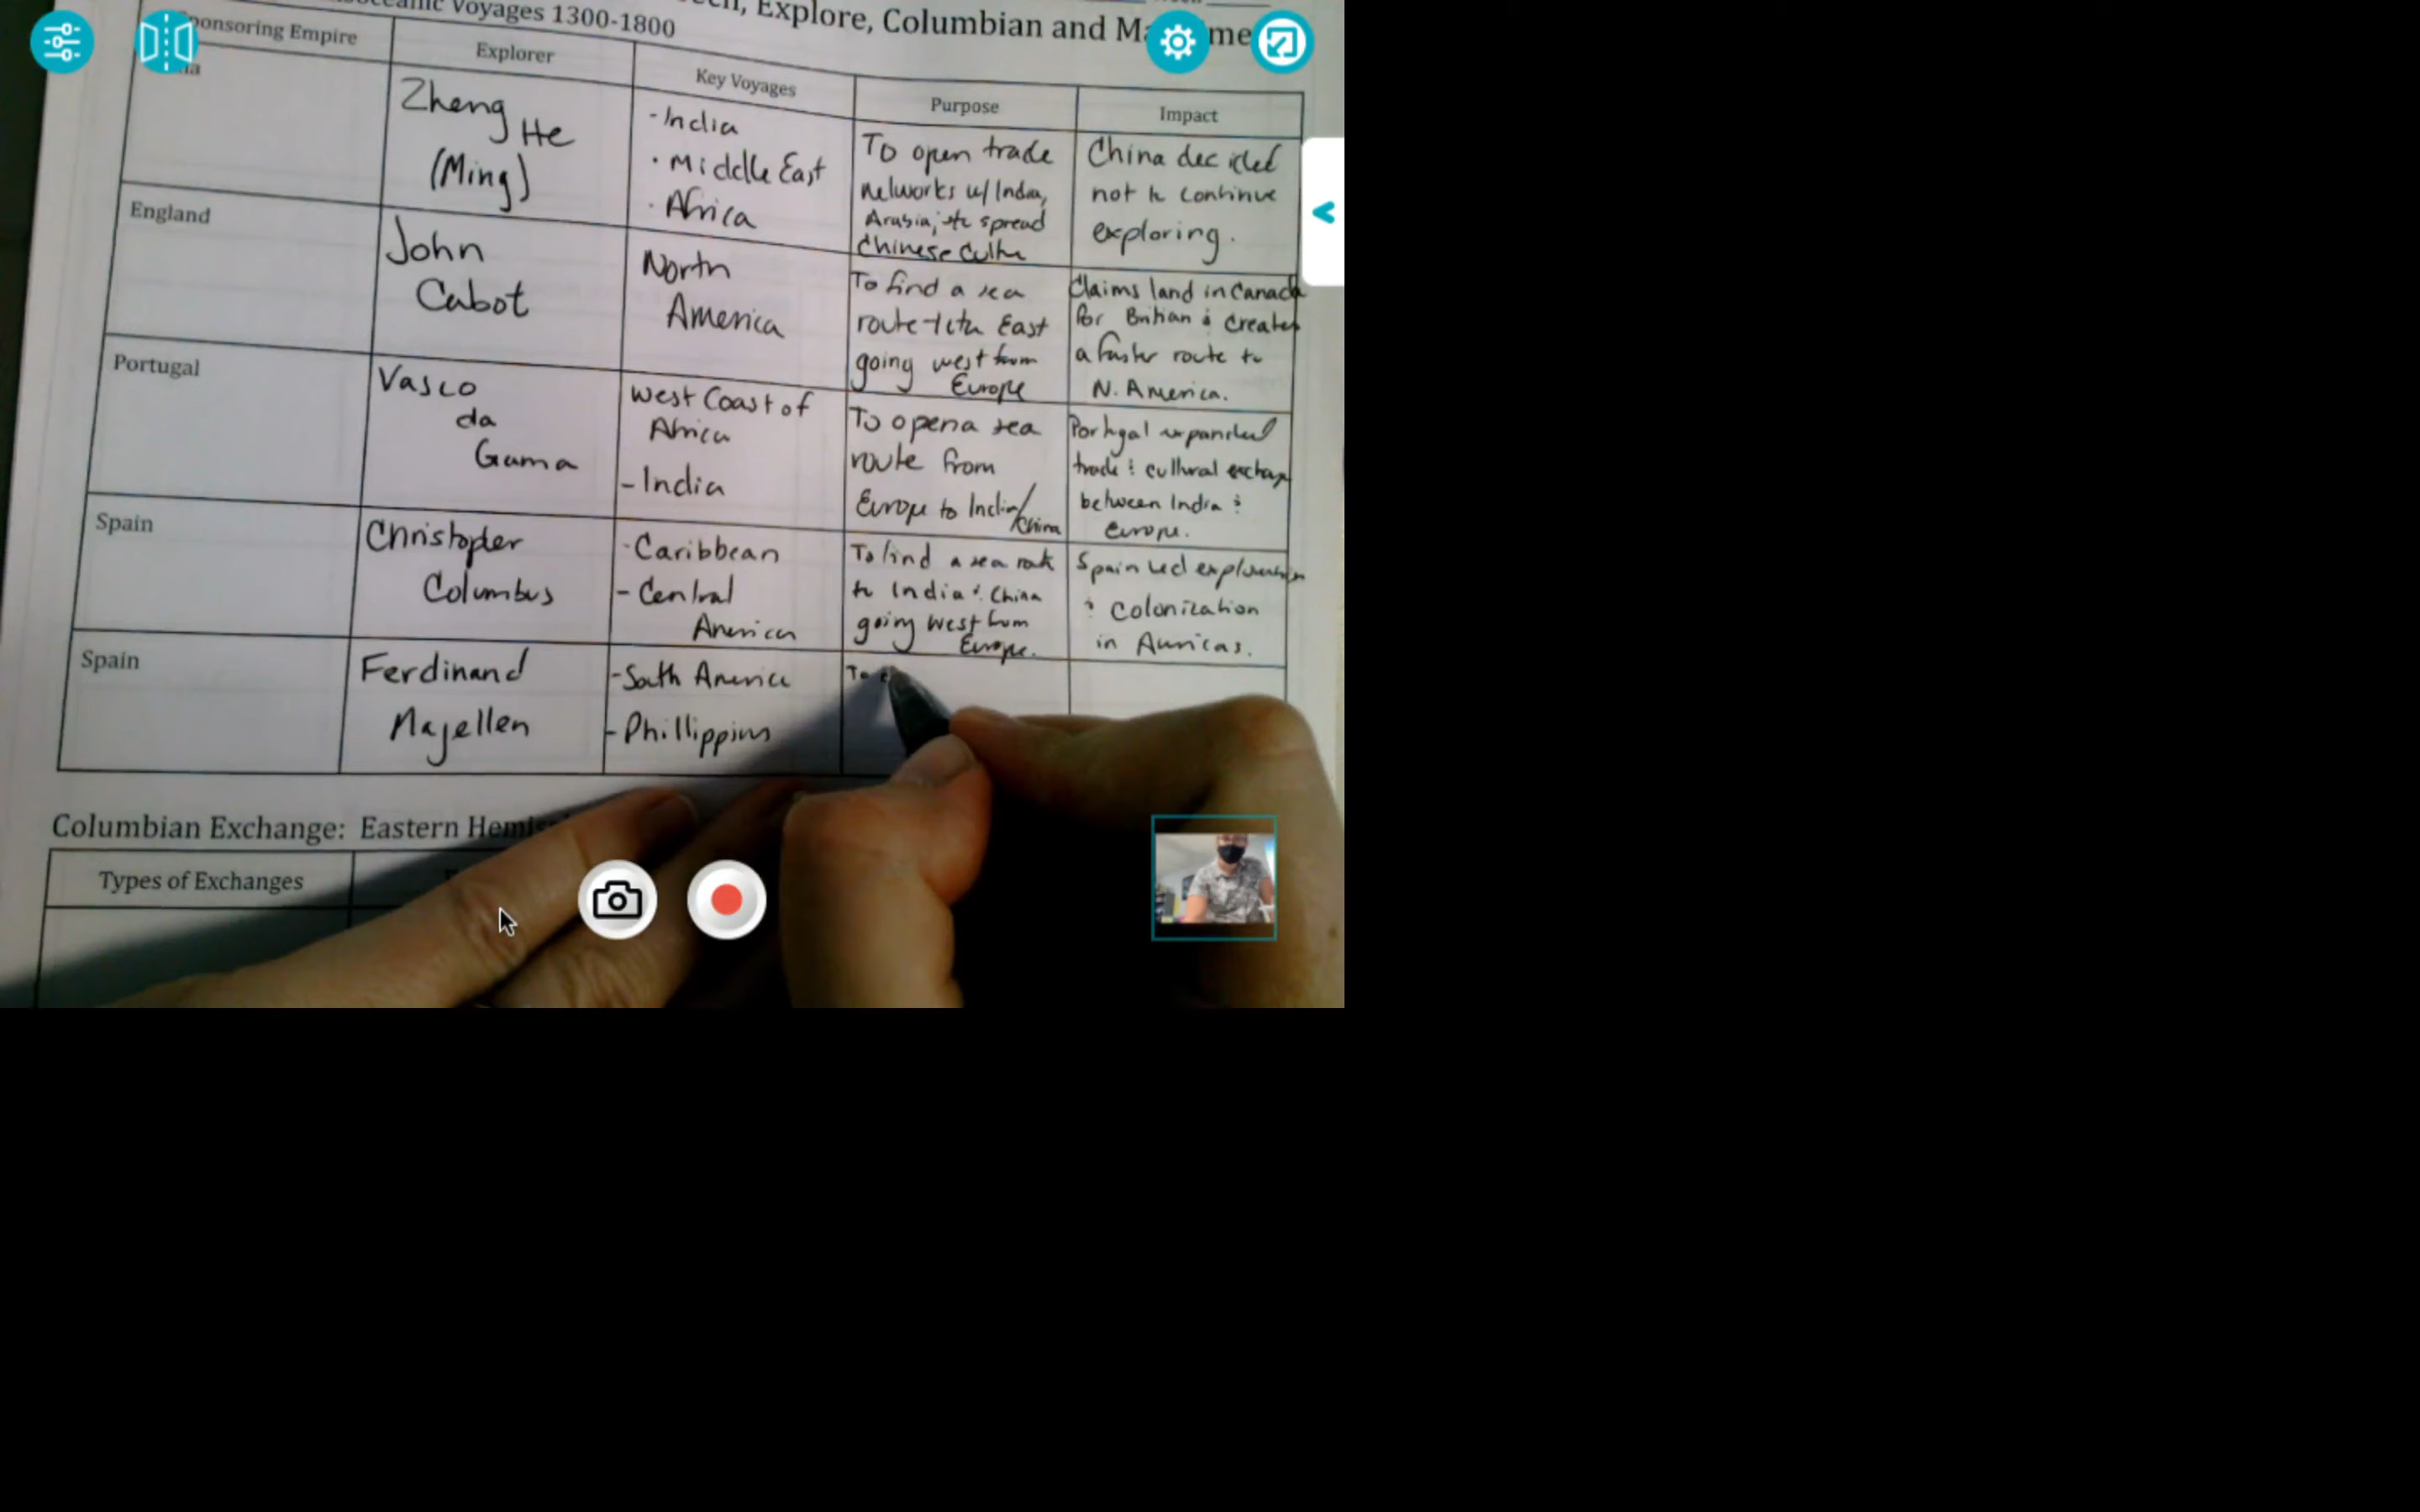 Explore, Columbian and
Voyages 1300-1800
onsoring Empire
Explorer
Key Voyages
Purpose
Impact
Zheng
He
(Ming)
- India
· Middle East
· Africa
To open trade
networks w/ India,
Arabia, etc spread
Chinese Cultu
China decided
not to continue
exploring.
England
John
Cabot
North
America
To find a sea
route to the East
going west from
Europe
Claims land in Canada
for Britian & creates
a faster route to
N. America.
Portugal
Vasco
da
Gama
West Coast of
Africa
- India
To open a sea
route from
Europe to India/
China
Portugal expanded
trade & cultural exchange
between India &
Europe.
Spain
Christopher
Columbus
· Caribbean
- Central
America
To find a sea route
to India & China
going west from
Europe.
Spain led exploration
& Colonization
in Americas.
Spain
Ferdinand
Magellen
- South America
- Phillippines
To
Columbian Exchange: Eastern Hemis
Types of Exchanges